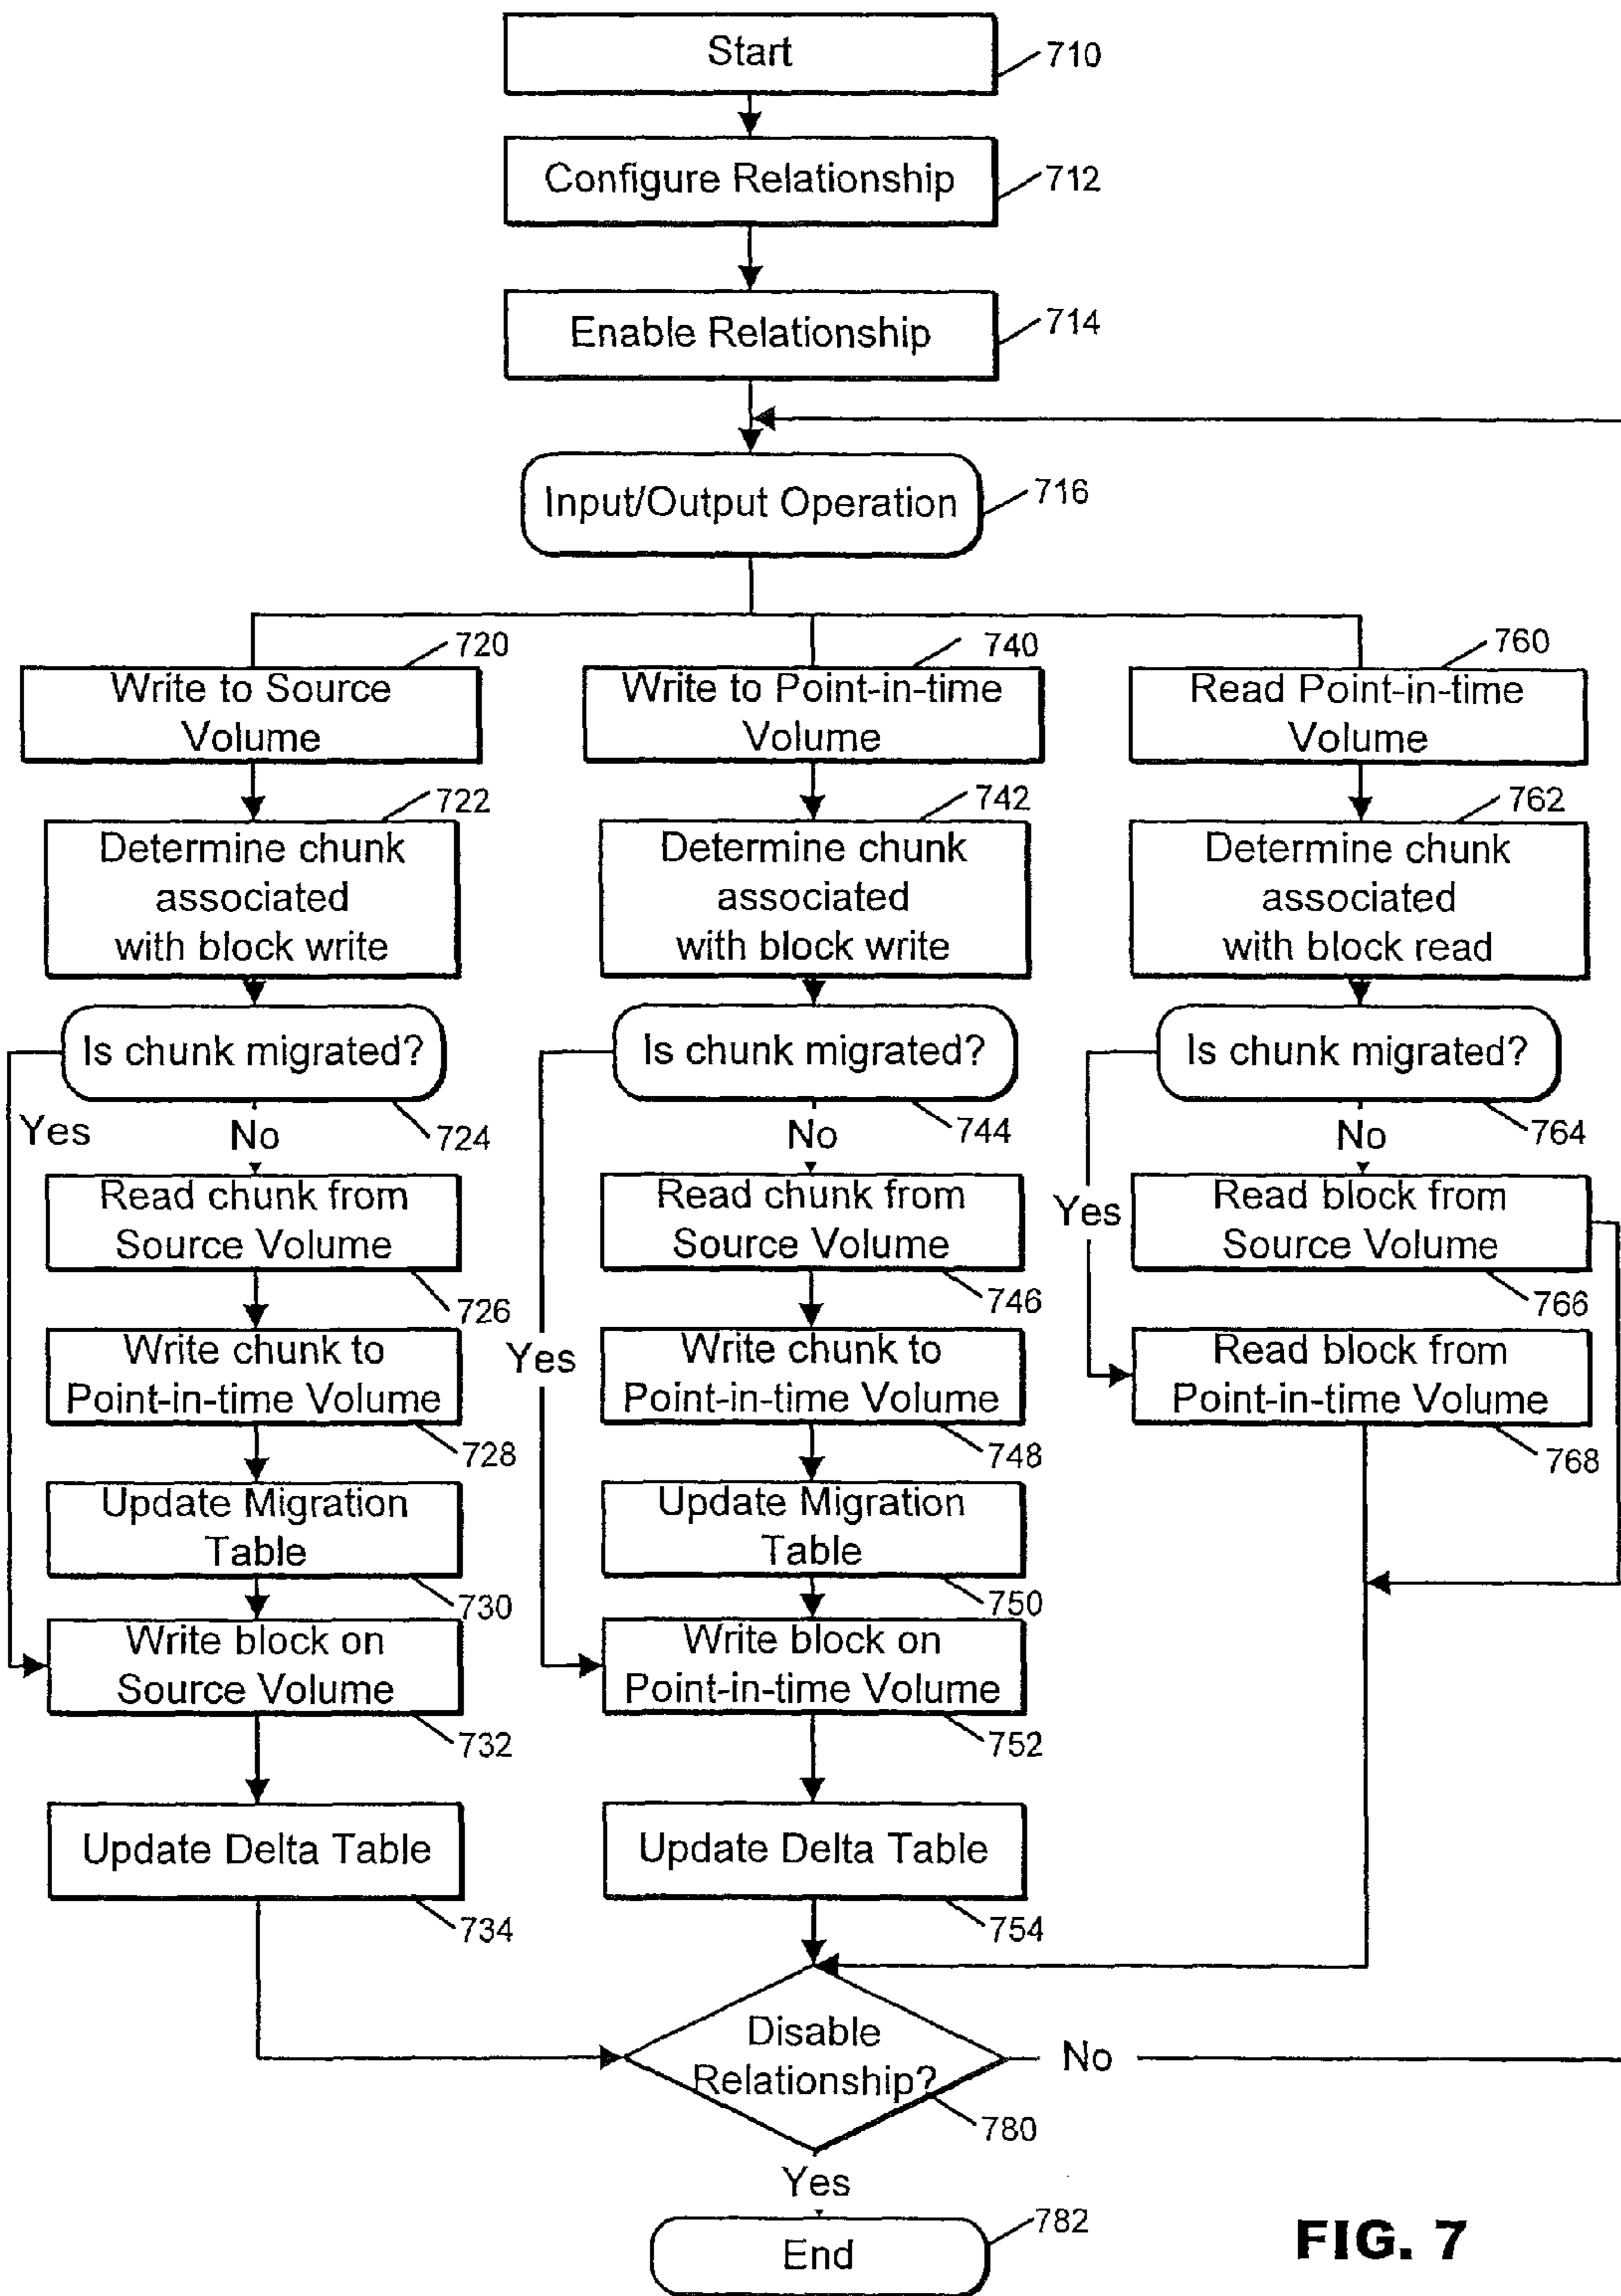 Start
710
Configure Relationship
712
Enable Relationship
714
Input/Output Operation
716
720
Write to Source
Volume
740
Write to Point-in-time
Volume
760
Read Point-in-time
Volume
722
Determine chunk
associated
with block write
742
Determine chunk
associated
with block write
762
Determine chunk
associated
with block read
Is chunk migrated?
724
Is chunk migrated?
744
Is chunk migrated?
764
Yes
No
No
No
Read chunk from
Source Volume
726
Read chunk from
Source Volume
746
Yes
Read block from
Source Volume
766
Write chunk to
Point-in-time Volume
728
Yes
Write chunk to
Point-in-time Volume
748
Read block from
Point-in-time Volume
768
Update Migration
Table
730
Update Migration
Table
750
Write block on
Source Volume
732
Write block on
Point-in-time Volume
752
Update Delta Table
734
Update Delta Table
754
Disable
Relationship?
780
No
Yes
End
782
FIG. 7